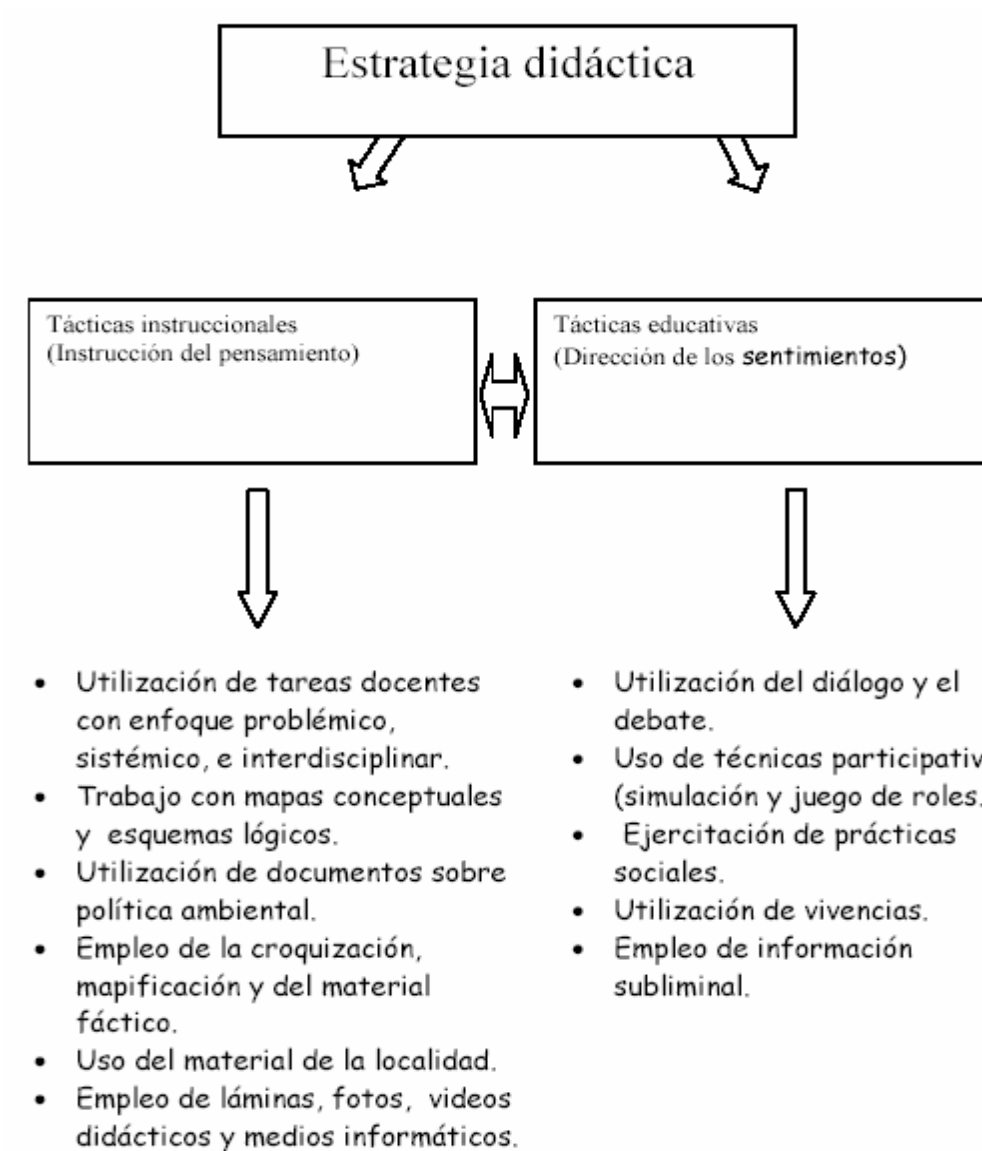 Estrategia didáctica
Tácticas instruccionales
(Instrucción del pensamiento)
Tácticas educativas
(Dirección de los sentimientos)
• Utilización de tareas docentes
con enfoque problémico,
sistémico, e interdisciplinar.
• Trabajo con mapas conceptuales
y esquemas lógicos.
• Utilización de documentos sobre
política ambiental.
• Empleo de la croquización,
mapificación y del material
fáctico.
• Uso del material de la localidad.
• Empleo de láminas, fotos, videos
didácticos y medios informáticos.
• Utilización del diálogo y el
debate.
• Uso de técnicas participativ
(simulación y juego de roles.
• Ejercitación de prácticas
sociales.
• Utilización de vivencias.
• Empleo de información
subliminal.